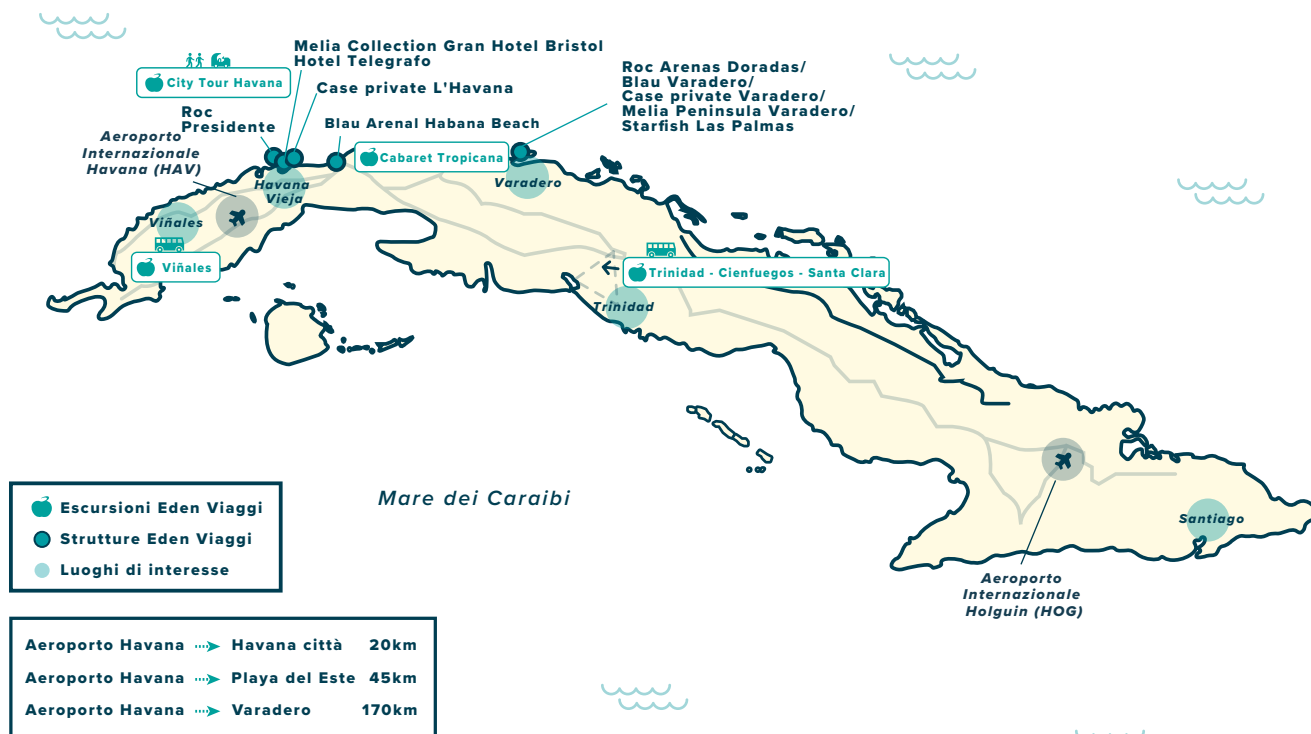 Melia Collection Gran Hotel Bristol
Hotel Telegrafo
City Tour Havana
Case private L'Havana
Roc
Presidente
Blau Arenal Habana Beach
Roc Arenas Doradas/
Blau Varadero/
Case private Varadero/
Melia Peninsula Varadero/
Starfish Las Palmas
Aeroporto
Internazionale
Havana (HAV)
Cabaret Tropicana
Havana
Vieja
Varadero
Viñales
Viñales
Trinidad - Cienfuegos - Santa Clara
Trinidad
Mare dei Caraibi
Santiago
Aeroporto
Internazionale
Holguin (HOG)
Escursioni Eden Viaggi
Strutture Eden Viaggi
Luoghi di interesse
Aeroporto Havana Havana città 20km
Aeroporto Havana Playa del Este 45km
Aeroporto Havana Varadero 170km